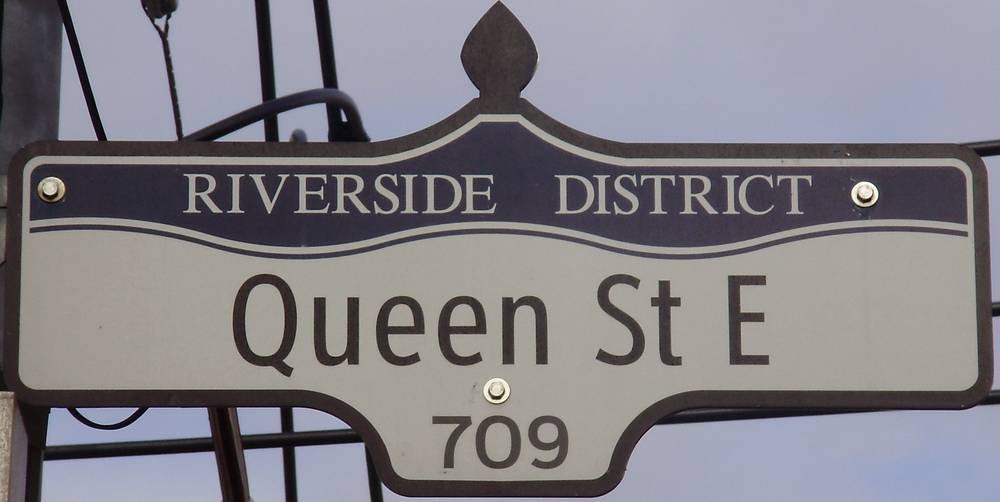 RIVERSIDE DISTRICT
Queen St E
709